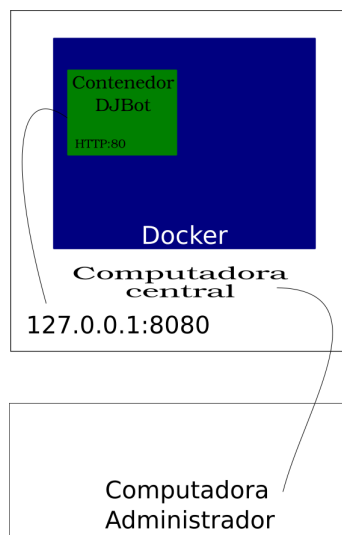 Contenedor
DJBot
HTTP:80
Docker
Computadora
central
127.0.0.1:8080
Computadora
Administrador